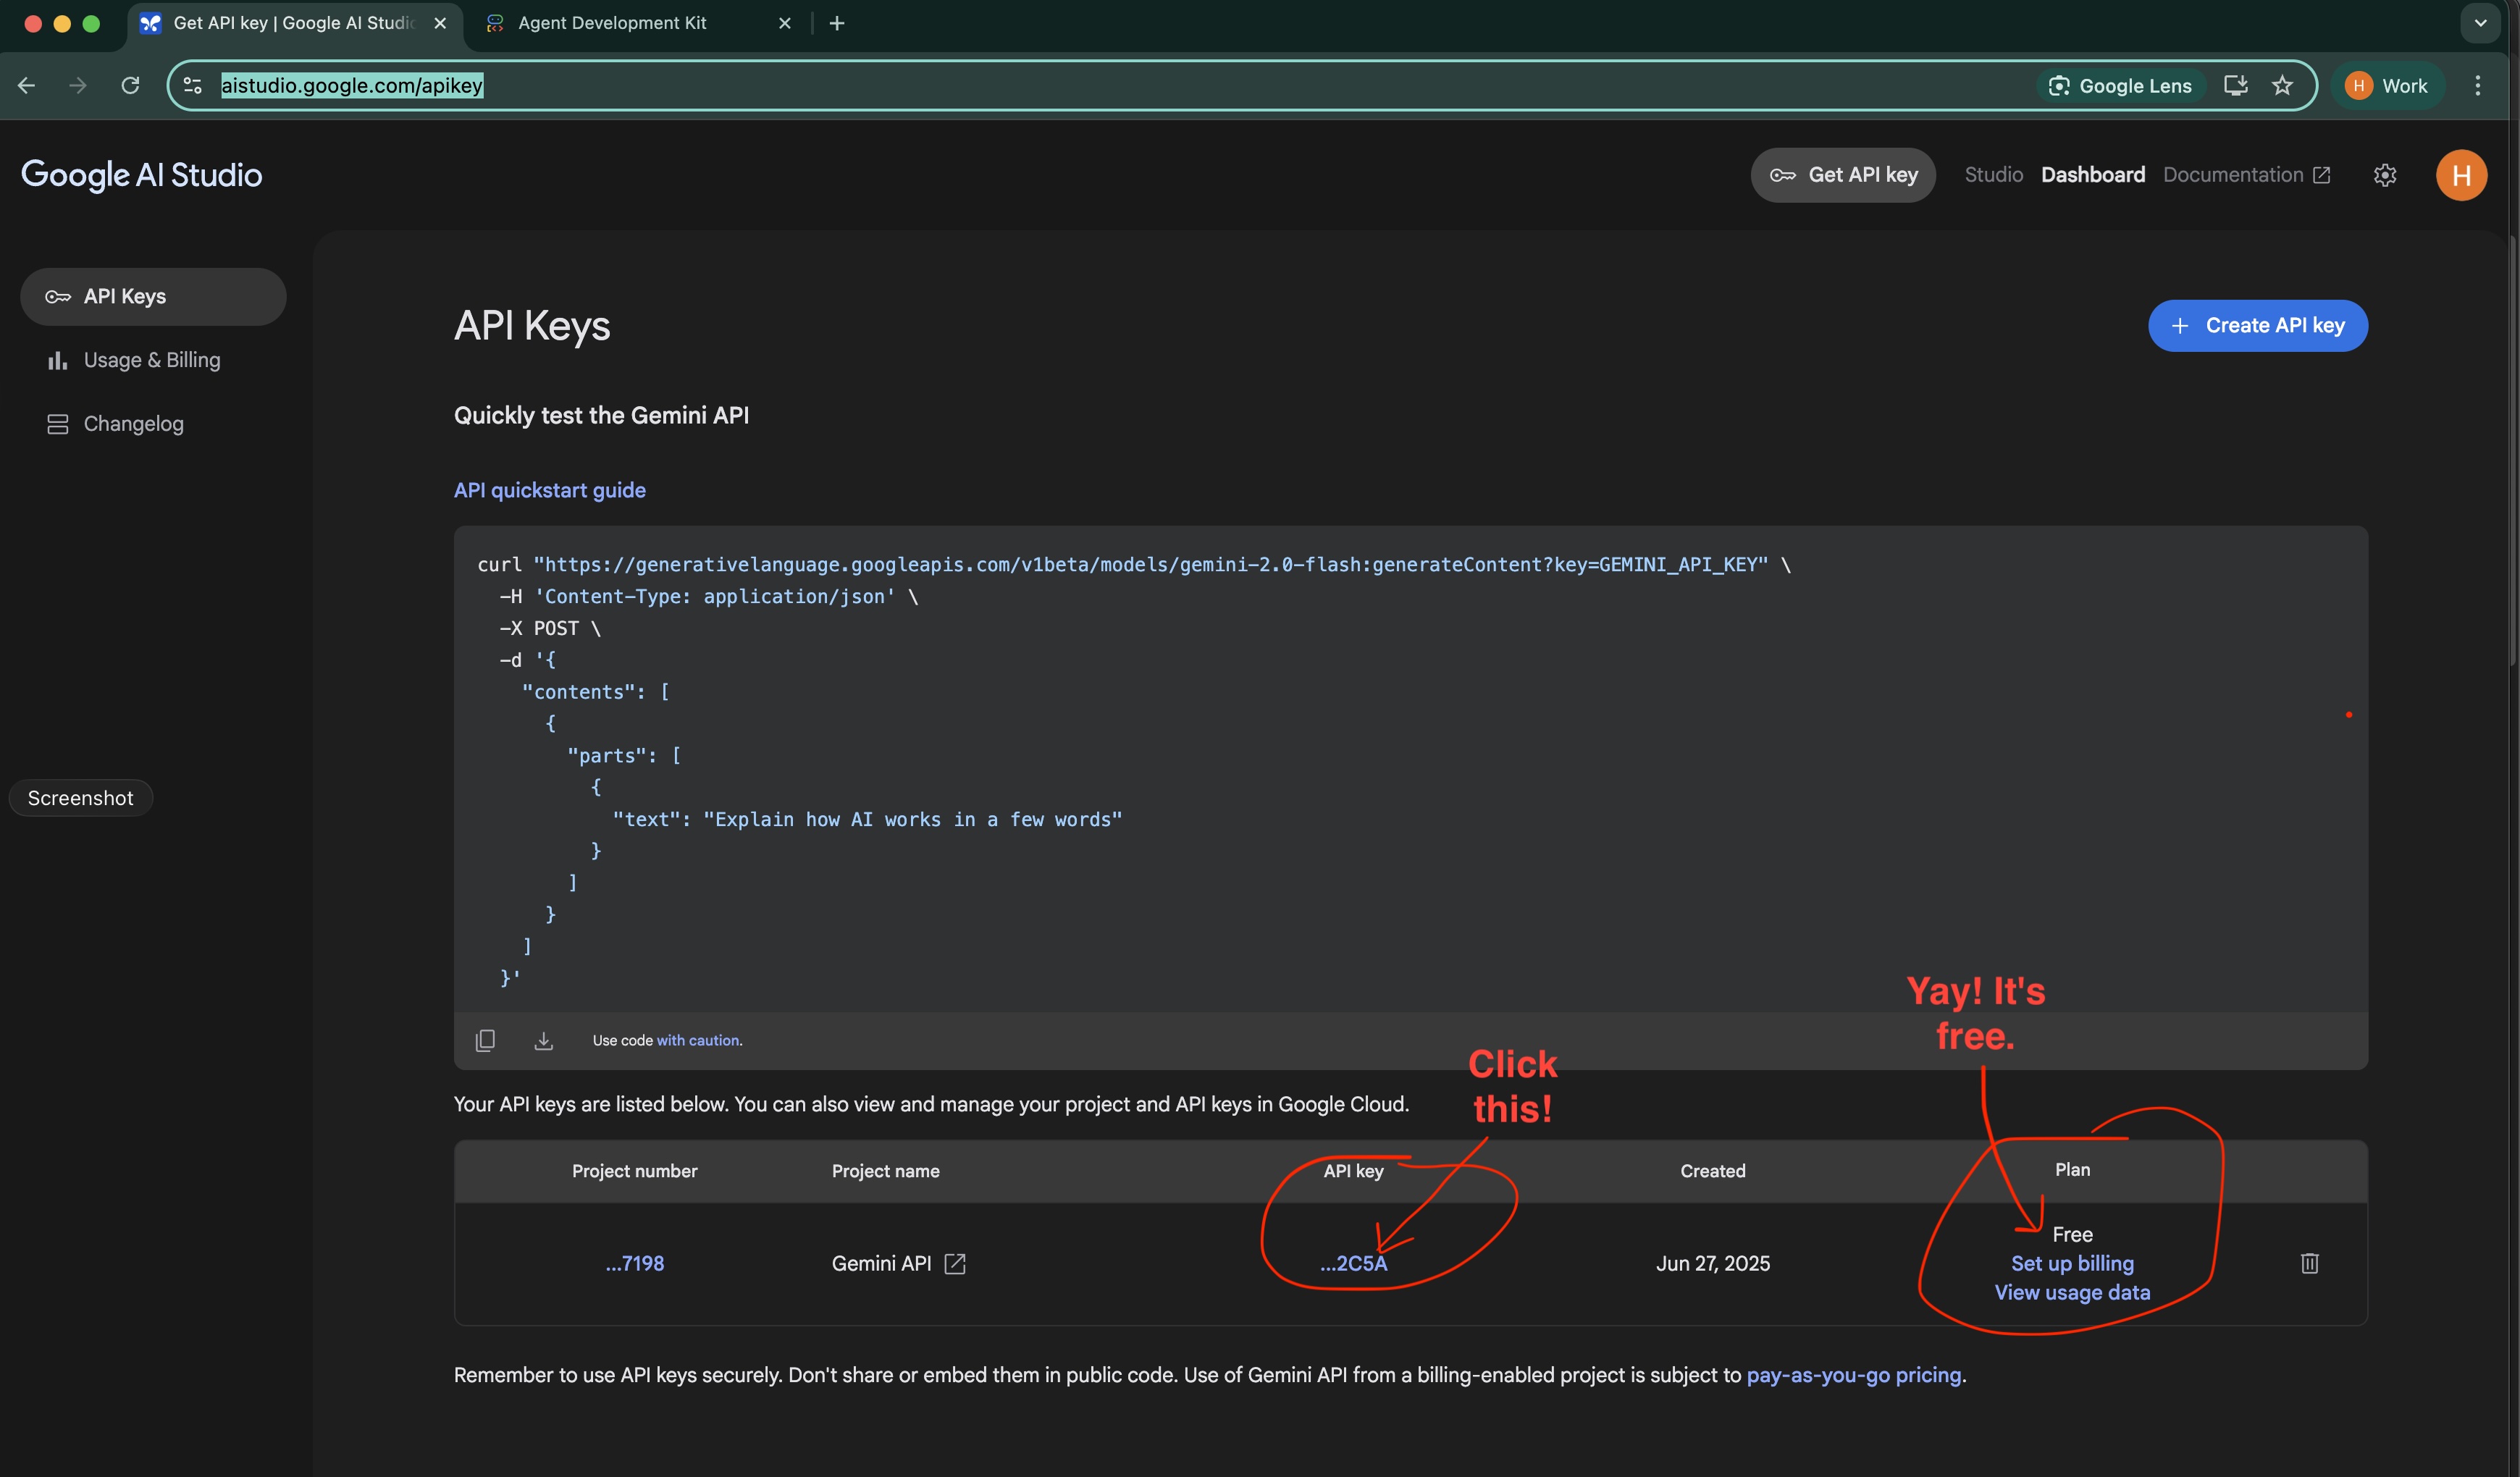 Get API key | Google AI Studio
Agent Development Kit
aistudio.google.com/apikey
Google Lens
H
Work
Google AI Studio
Get API key
Studio
Dashboard
Documentation
H
API Keys
Usage & Billing
Changelog
Screenshot
API Keys
Create API key
Quickly test the Gemini API
API quickstart guide
curl "https://generativelanguage.googleapis.com/v1beta/models/gemini-2.0-flash:generateContent?key=GEMINI_API_KEY" \
-H 'Content-Type: application/json' \
-X POST \
-d '{
"contents": [
{
"parts": [
{
"text": "Explain how AI works in a few words"
}
]
}
]
}'
Use code with caution.
Yay! It's
free.
Click
this!
Your API keys are listed below. You can also view and manage your project and API keys in Google Cloud.
Project number
Project name
API key
Created
Plan
...7198
Gemini API
...2C5A
Jun 27, 2025
Free
Set up billing
View usage data
Remember to use API keys securely. Don't share or embed them in public code. Use of Gemini API from a billing-enabled project is subject to pay-as-you-go pricing.